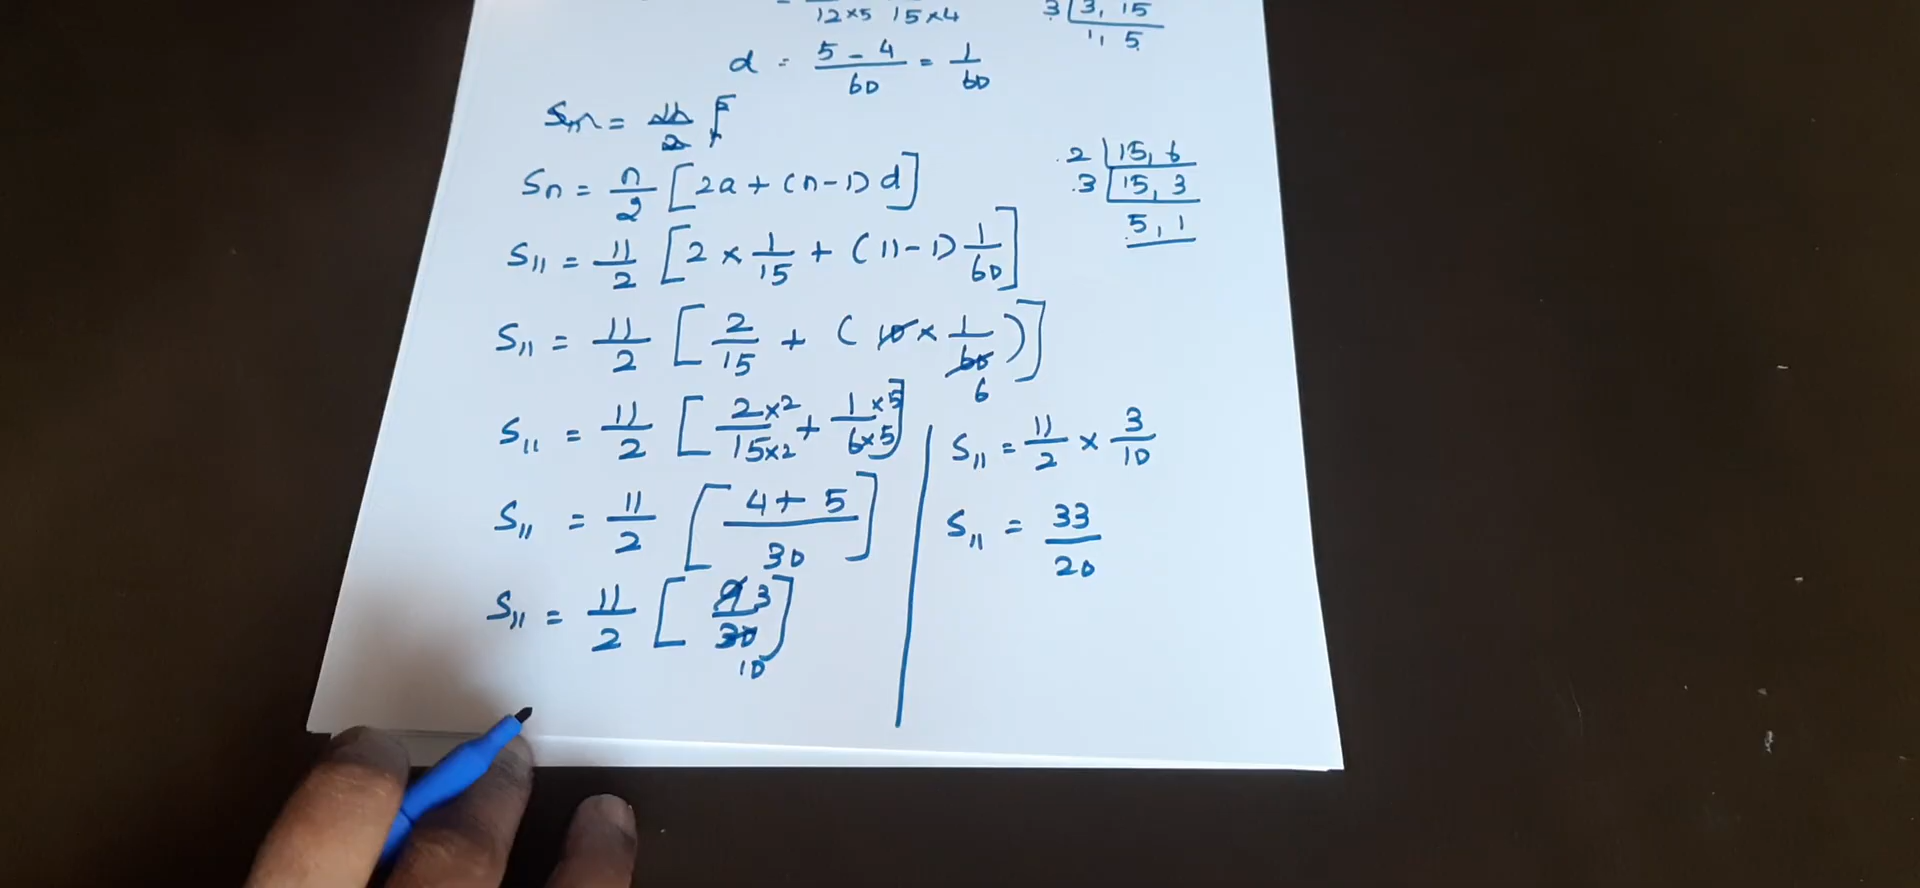 = 12×5 15×4
d = 5-4/60 = 1/60
Sn = n/2 [2a + (n-1) d]
S11 = 11/2 [2 × 1/15 + (11-1) 1/60]
S11 = 11/2 [2/15 + (10 × 1/60)]
6
S11 = 11/2 [2×2/15×2 + 1×5/6×5]
S11 = 11/2 [4+5/30]
S11 = 11/2 [9 3/30]
10
3 | 3, 15
1, 5
2 | 15, 6
3 | 15, 3
5, 1
S11 = 11/2 × 3/10
S11 = 33/20